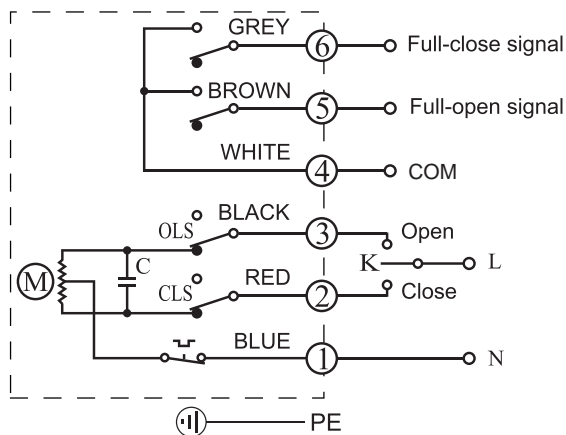 GREY 6 Full-close signal
BROWN 5 Full-open signal
WHITE 4 COM
OLS BLACK 3 Open
K L
M C CLS RED 2 Close
BLUE 1 N
PE